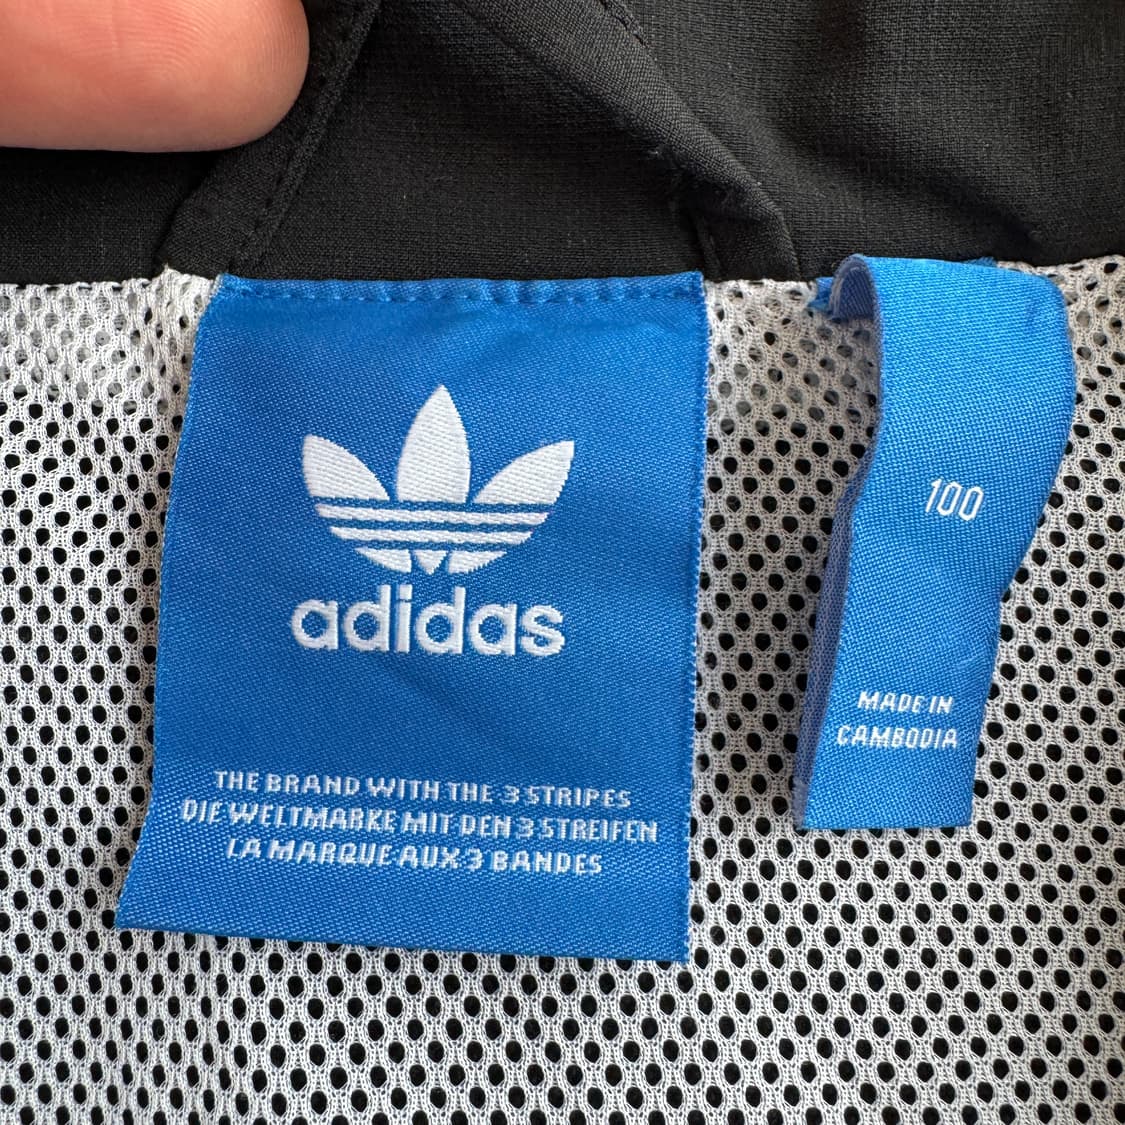 adidas
THE BRAND WITH THE 3 STRIPES
DIE WELTMARKE MIT DEN 3 STREIFEN
LA MARQUE AUX 3 BANDES
100
MADE IN
CAMBODIA